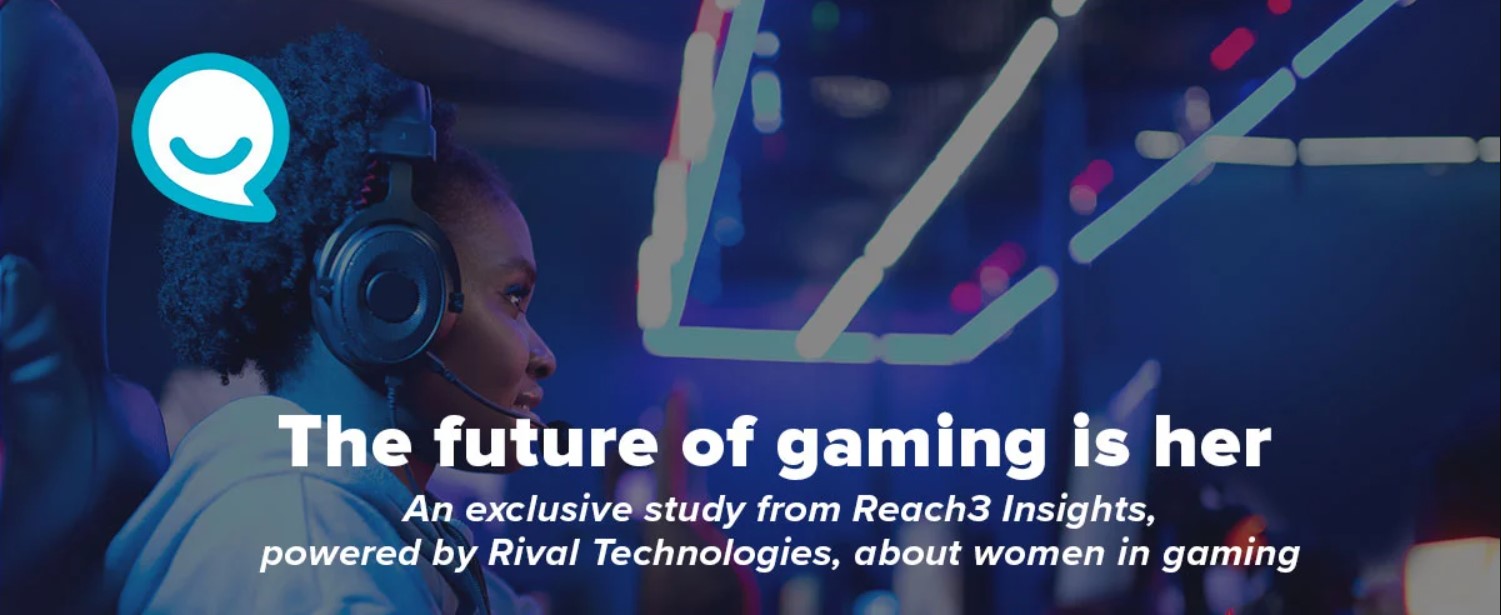 The future of gaming is her
An exclusive study from Reach3 Insights,
powered by Rival Technologies, about women in gaming